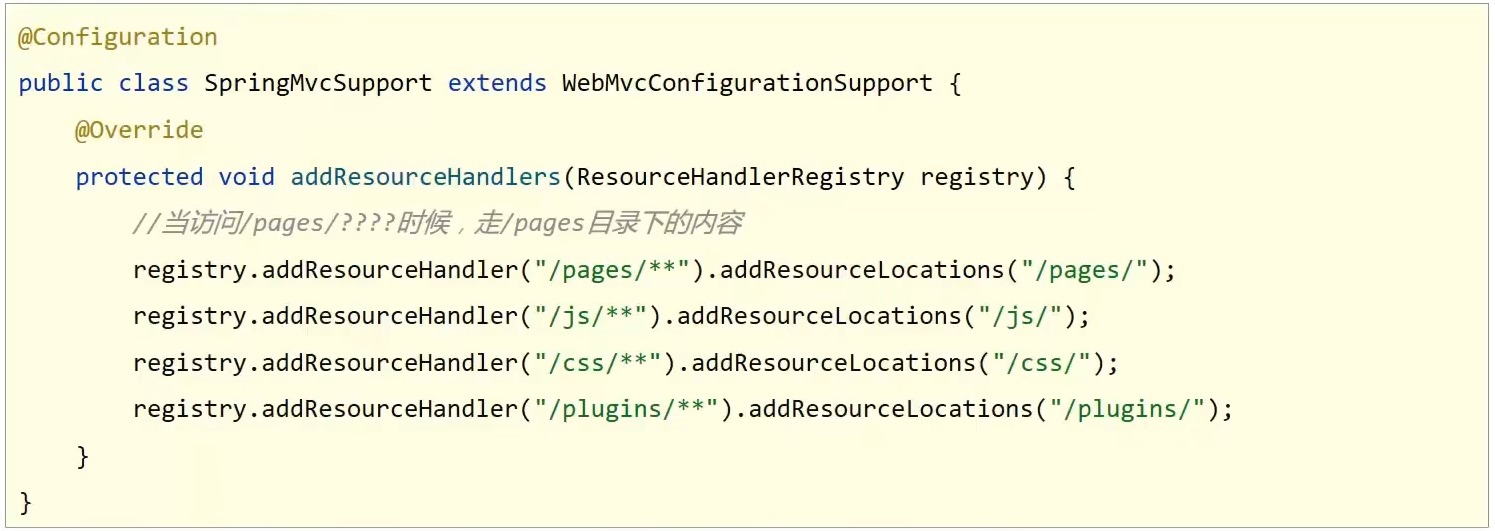 @Configuration
public class SpringMvcSupport extends WebMvcConfigurationSupport {
    @Override
    protected void addResourceHandlers(ResourceHandlerRegistry registry) {
        //当访问/pages/????时候，走/pages目录下的内容
        registry.addResourceHandler("/pages/**").addResourceLocations("/pages/");
        registry.addResourceHandler("/js/**").addResourceLocations("/js/");
        registry.addResourceHandler("/css/**").addResourceLocations("/css/");
        registry.addResourceHandler("/plugins/**").addResourceLocations("/plugins/");
    }
}